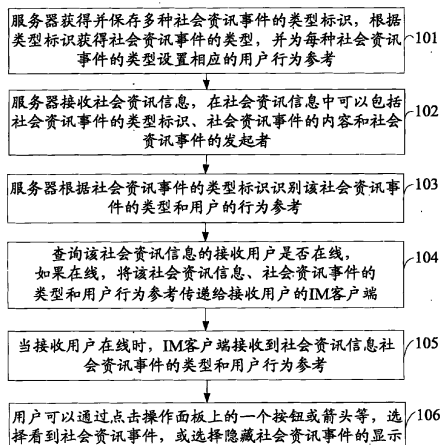 服务器获得并保存多种社会资讯事件的类型标识，根据
类型标识获得社会资讯事件的类型，并为每种社会资讯
事件的类型设置相应的用户行为参考
101
服务器接收社会资讯信息，在社会资讯信息中可以包括
社会资讯事件的类型标识、社会资讯事件的内容和社会
资讯事件的发起者
102
服务器根据社会资讯事件的类型标识识别该社会资讯事
件的类型和用户的行为参考
103
查询该社会资讯信息的接收用户是否在线，
如果在线，将该社会资讯信息、社会资讯事件的
类型和用户行为参考传递给接收用户的IM客户端
104
当接收用户在线时，IM客户端接收到社会资讯信息社
会资讯事件的类型和用户行为参考
105
用户可以通过点击操作面板上的一个按钮或箭头等，选
择看到社会资讯事件，或选择隐藏社会资讯事件的显示
106